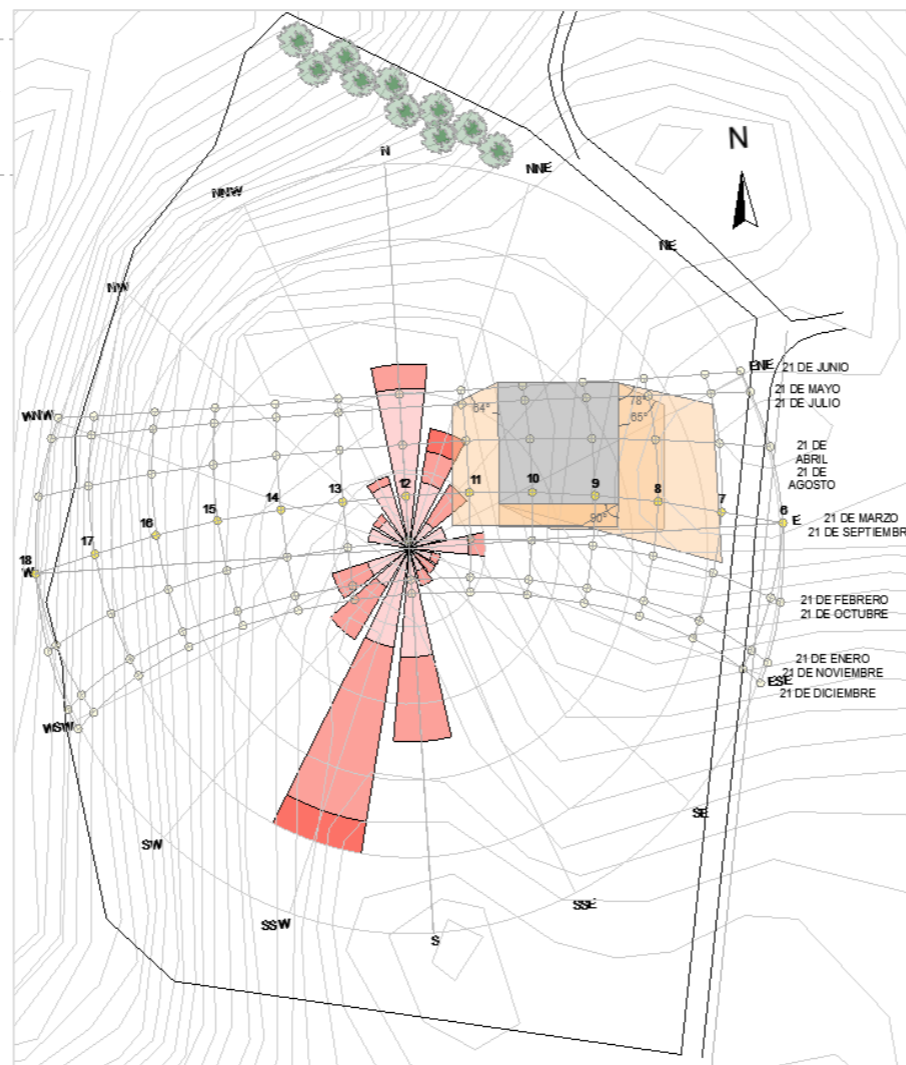 N
N
NNE
NNW
NE
NW
ENE
21 DE JUNIO
21 DE MAYO
21 DE JULIO
WNW
54°
78°
65°
21 DE
ABRIL
21 DE
AGOSTO
13
12
11
10
9
8
7
6
E
14
15
16
17
18
W
90°
21 DE MARZO
21 DE SEPTIEMBR
21 DE FEBRERO
21 DE OCTUBRE
21 DE ENERO
21 DE NOVIEMBRE
ESE
21 DE DICIEMBRE
WSW
SE
SW
SSE
SSW
S